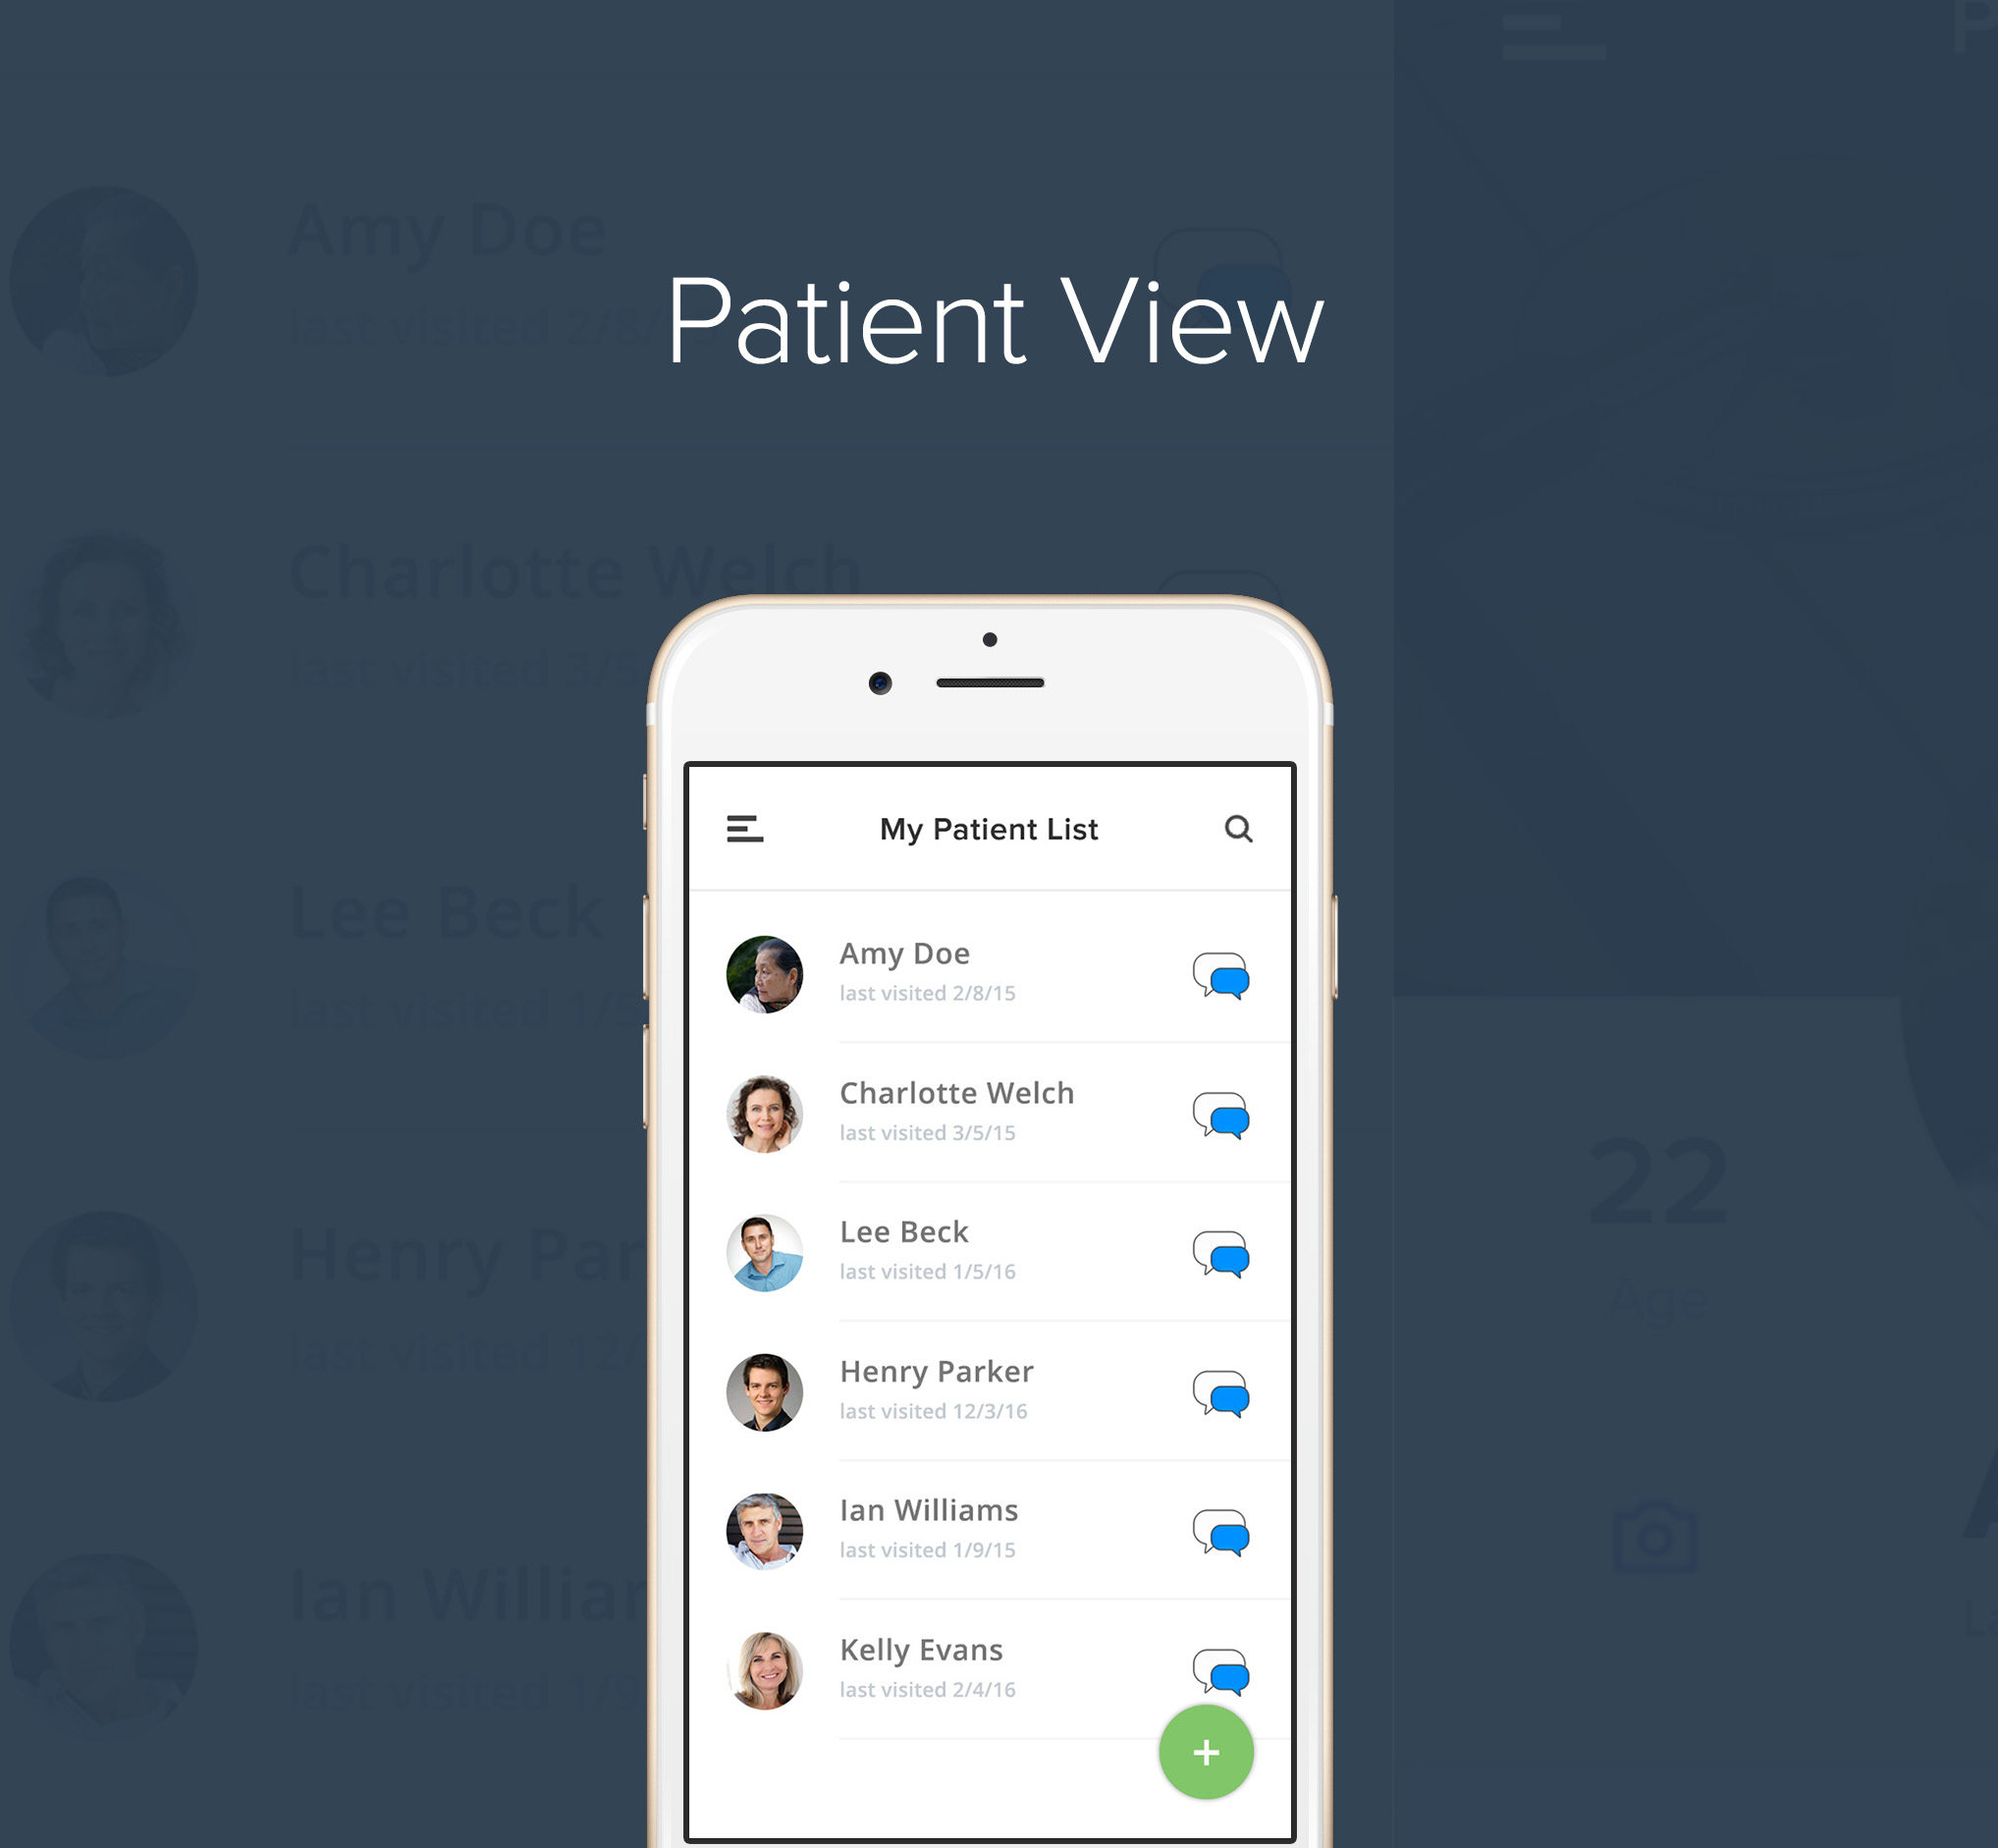 Patient View
My Patient List
Amy Doe
last visited 2/8/15
Charlotte Welch
last visited 3/5/15
Lee Beck
last visited 1/5/16
Henry Parker
last visited 12/3/16
Ian Williams
last visited 1/9/15
Kelly Evans
last visited 2/4/16
+
Amy Doe
last visited
Charlotte Welch
last visited 3/5
Lee Beck
last visited 1/5
Henry Par
last visited 12/
Ian Williar
last visited 1/9
22
Age